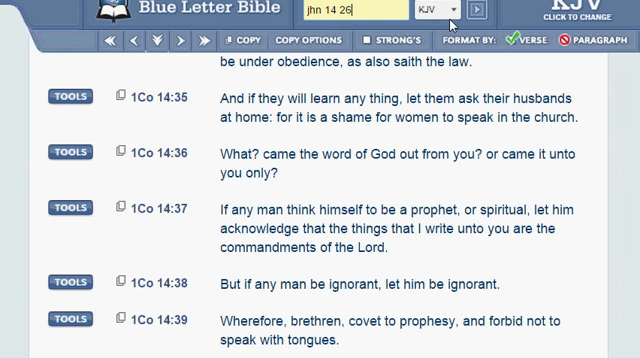 Blue Letter Bible
jhn 14 26
KJV
KJV
CLICK TO CHANGE
COPY COPY OPTIONS STRONG'S FORMAT BY: VERSE PARAGRAPH
be under obedience, as also saith the law.
TOOLS 1Co 14:35 And if they will learn any thing, let them ask their husbands
at home: for it is a shame for women to speak in the church.
TOOLS 1Co 14:36 What? came the word of God out from you? or came it unto
you only?
TOOLS 1Co 14:37 If any man think himself to be a prophet, or spiritual, let him
acknowledge that the things that I write unto you are the
commandments of the Lord.
TOOLS 1Co 14:38 But if any man be ignorant, let him be ignorant.
TOOLS 1Co 14:39 Wherefore, brethren, covet to prophesy, and forbid not to
speak with tongues.